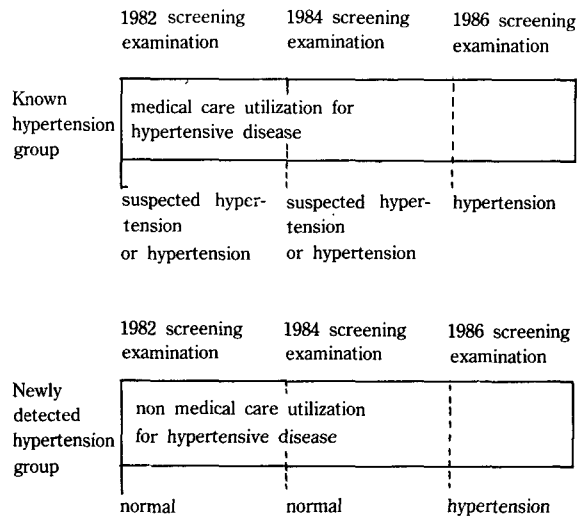 1982 screening examination
1984 screening examination
1986 screening examination
Known hypertension group
medical care utilization for
hypertensive disease
suspected hyper-
tension
or hypertension
suspected hyper-
tension
or hypertension
hypertension
1982 screening examination
1984 screening examination
1986 screening examination
Newly detected hypertension group
non medical care utilization
for hypertensive disease
normal
normal
hypertension